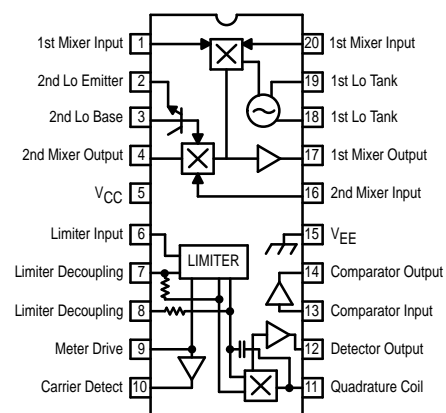 1st Mixer Input 1
20 1st Mixer Input
2nd Lo Emitter 2
19 1st Lo Tank
2nd Lo Base 3
18 1st Lo Tank
2nd Mixer Output 4
17 1st Mixer Output
VCC 5
16 2nd Mixer Input
Limiter Input 6
15 VEE
LIMITER
Limiter Decoupling 7
14 Comparator Output
Limiter Decoupling 8
13 Comparator Input
Meter Drive 9
12 Detector Output
Carrier Detect 10
11 Quadrature Coil